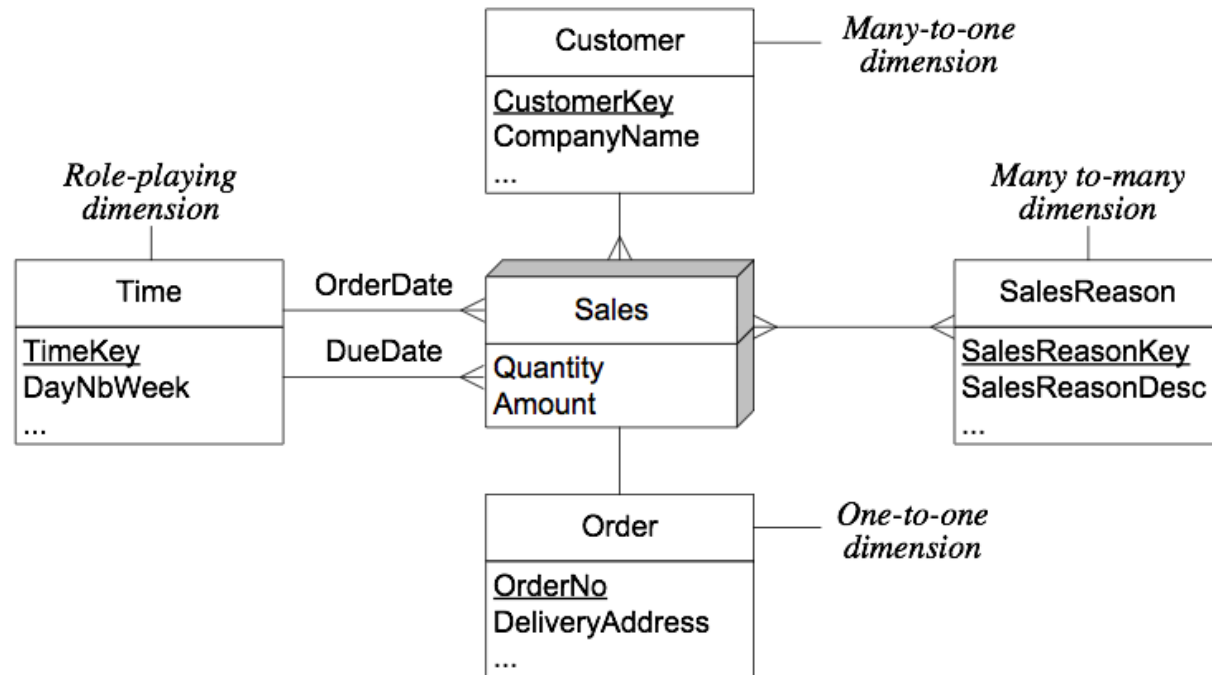 Customer
CustomerKey
CompanyName
...
Many-to-one
dimension
Role-playing
dimension
Time
TimeKey
DayNbWeek
...
OrderDate
DueDate
Sales
Quantity
Amount
Many to-many
dimension
SalesReason
SalesReasonKey
SalesReasonDesc
...
Order
OrderNo
DeliveryAddress
...
One-to-one
dimension